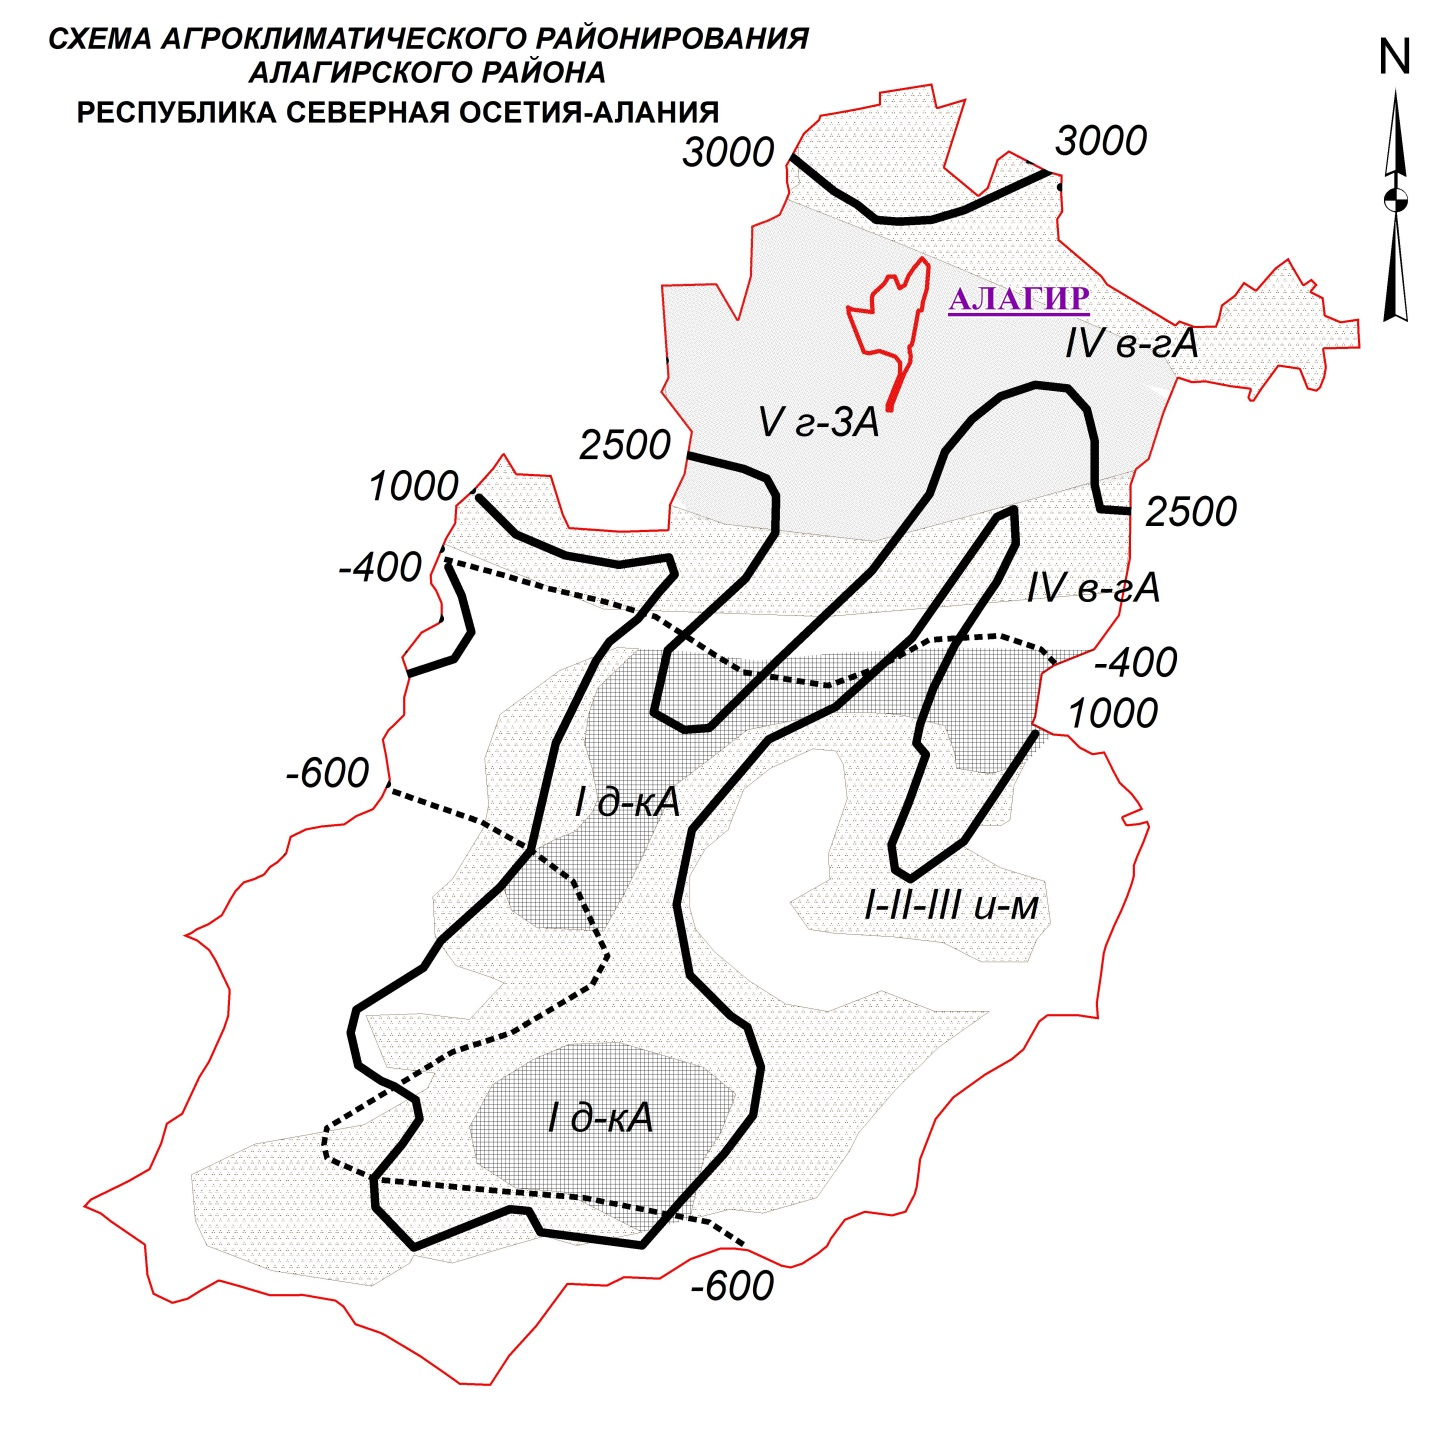 СХЕМА АГРОКЛИМАТИЧЕСКОГО РАЙОНИРОВАНИЯ
АЛАГИРСКОГО РАЙОНА
РЕСПУБЛИКА СЕВЕРНАЯ ОСЕТИЯ-АЛАНИЯ
N
3000
3000
АЛАГИР
IV в-гА
V г-ЗА
2500
1000
2500
-400
IV в-гА
-400
1000
-600
I д-кА
I-II-III и-м
I д-кА
-600